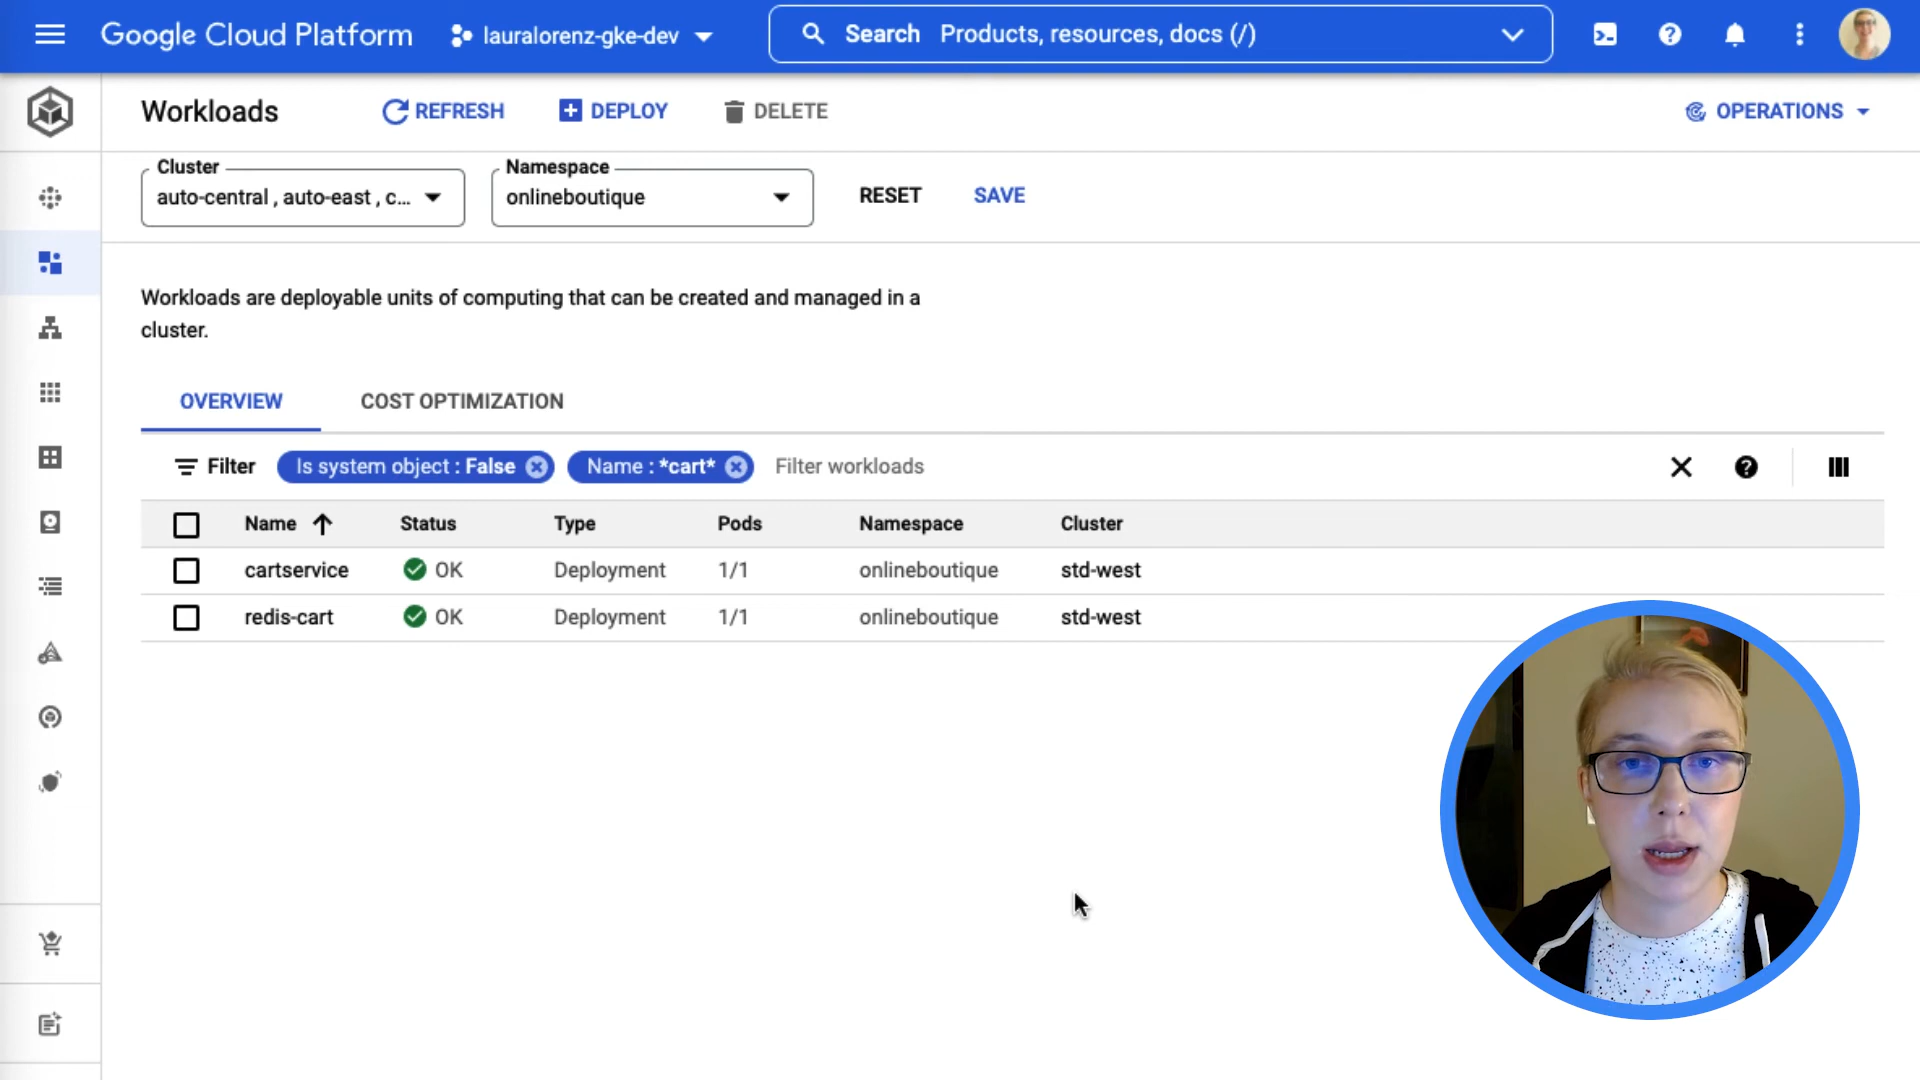 Google Cloud Platform
lauralorenz-gke-dev
Search Products, resources, docs (/)
Workloads
REFRESH
DEPLOY
DELETE
OPERATIONS
Cluster
auto-central , auto-east , c...
Namespace
onlineboutique
RESET
SAVE
Workloads are deployable units of computing that can be created and managed in a
cluster.
OVERVIEW
COST OPTIMIZATION
Filter
Is system object : False
Name : *cart*
Filter workloads
Name Status Type Pods Namespace Cluster
cartservice OK Deployment 1/1 onlineboutique std-west
redis-cart OK Deployment 1/1 onlineboutique std-west